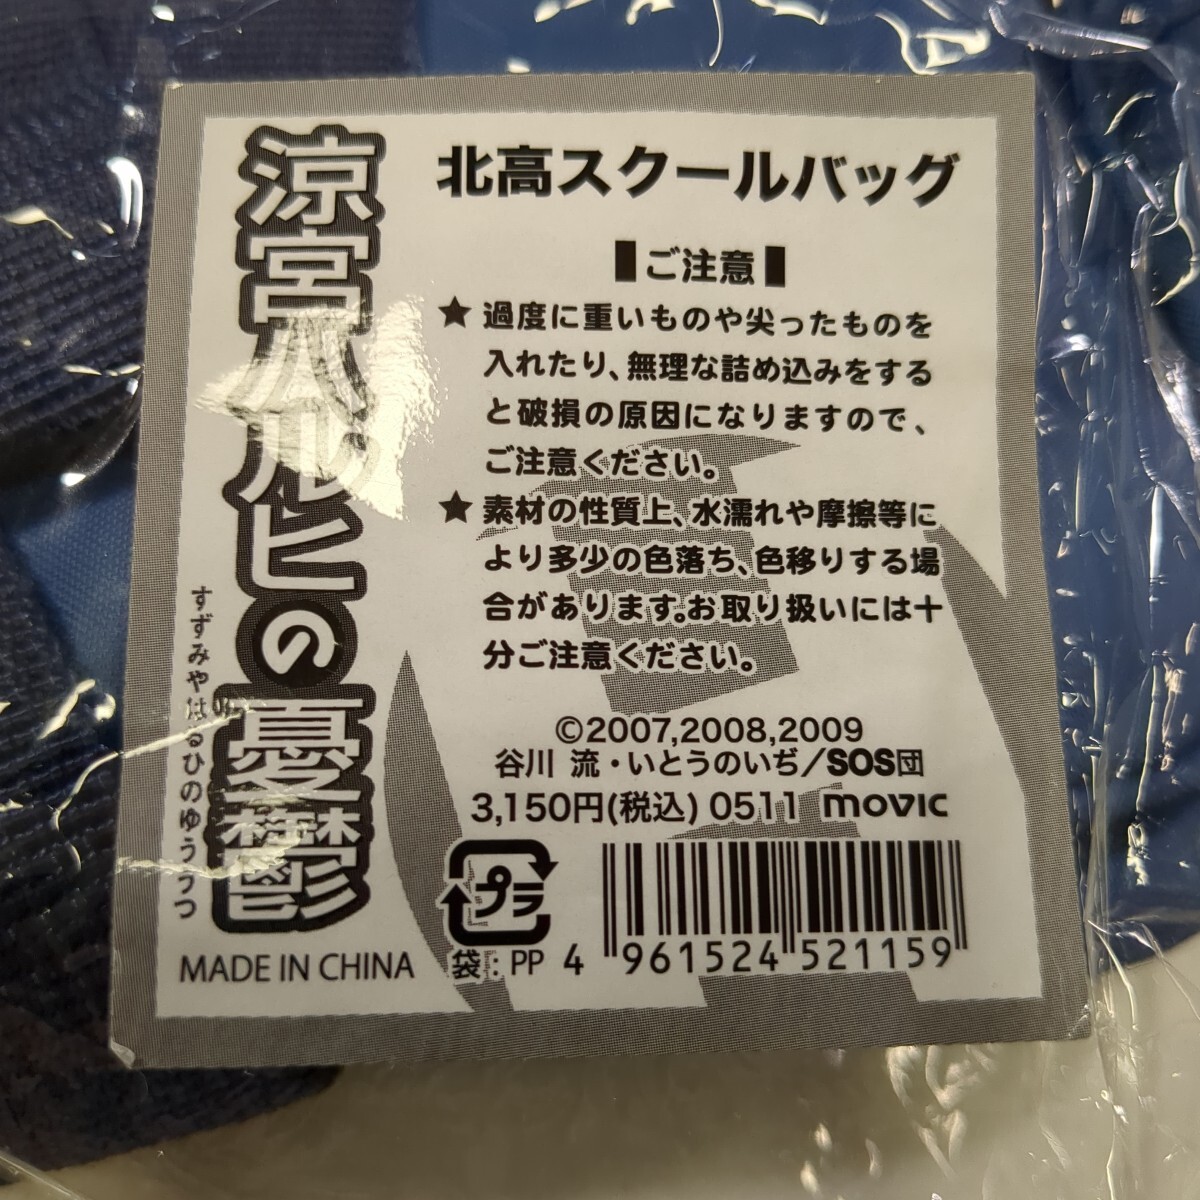 涼宮ハルヒの憂鬱
すずみやはるひのゆううつ
北高スクールバッグ
【ご注意】
★過度に重いものや尖ったものを
入れたり、無理な詰め込みをする
と破損の原因になりますので、
ご注意ください。
★素材の性質上、水濡れや摩擦等に
より多少の色落ち、色移りする場
合があります。お取り扱いには十
分ご注意ください。
©2007,2008,2009
谷川 流・いとうのいぢ/SOS団
3,150円(税込) 0511 movic
プラ
袋:PP
4 961524 521159
MADE IN CHINA